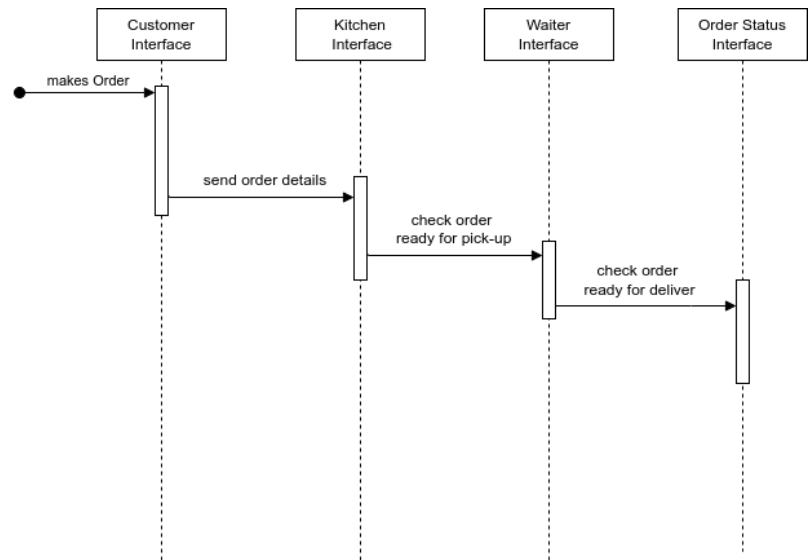 Customer
Interface
Kitchen
Interface
Waiter
Interface
Order Status
Interface
makes Order
send order details
check order
ready for pick-up
check order
ready for deliver